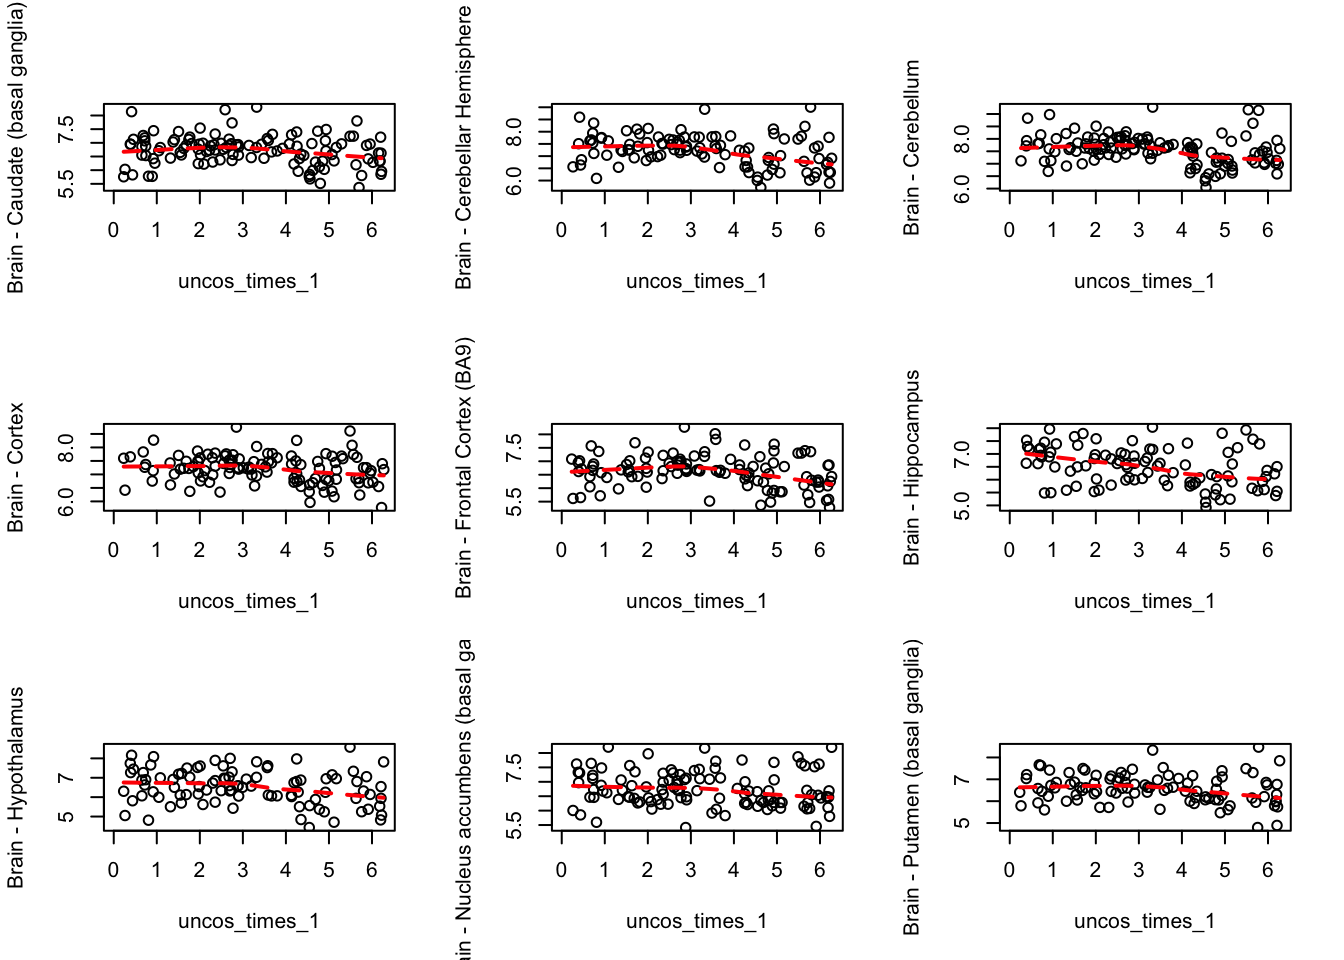 Brain - Caudate (basal ganglia)
5.5 7.5
0 1 2 3 4 5 6
uncos_times_1
Brain - Cerebellar Hemisphere
6.0 8.0
0 1 2 3 4 5 6
uncos_times_1
Brain - Cerebellum
6.0 8.0
0 1 2 3 4 5 6
uncos_times_1
Brain - Cortex
6.0 8.0
0 1 2 3 4 5 6
uncos_times_1
Brain - Frontal Cortex (BA9)
5.5 7.5
0 1 2 3 4 5 6
uncos_times_1
Brain - Hippocampus
5.0 7.0
0 1 2 3 4 5 6
uncos_times_1
Brain - Hypothalamus
5 7
0 1 2 3 4 5 6
uncos_times_1
ain - Nucleus accumbens (basal ga
5.5 7.5
0 1 2 3 4 5 6
uncos_times_1
Brain - Putamen (basal ganglia)
5 7
0 1 2 3 4 5 6
uncos_times_1